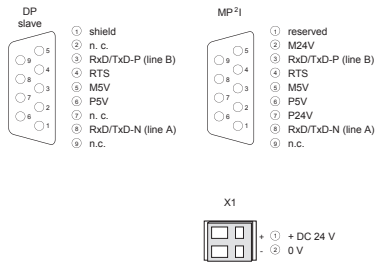 DP
slave
5
9
4
8
3
7
2
6
1
① shield
② n. c.
③ RxD/TxD-P (line B)
④ RTS
⑤ M5V
⑥ P5V
⑦ n. c.
⑧ RxD/TxD-N (line A)
⑨ n.c.
MP²I
5
9
4
8
3
7
2
6
1
① reserved
② M24V
③ RxD/TxD-P (line B)
④ RTS
⑤ M5V
⑥ P5V
⑦ P24V
⑧ RxD/TxD-N (line A)
⑨ n.c.
X1
+ ① + DC 24 V
- ② 0 V